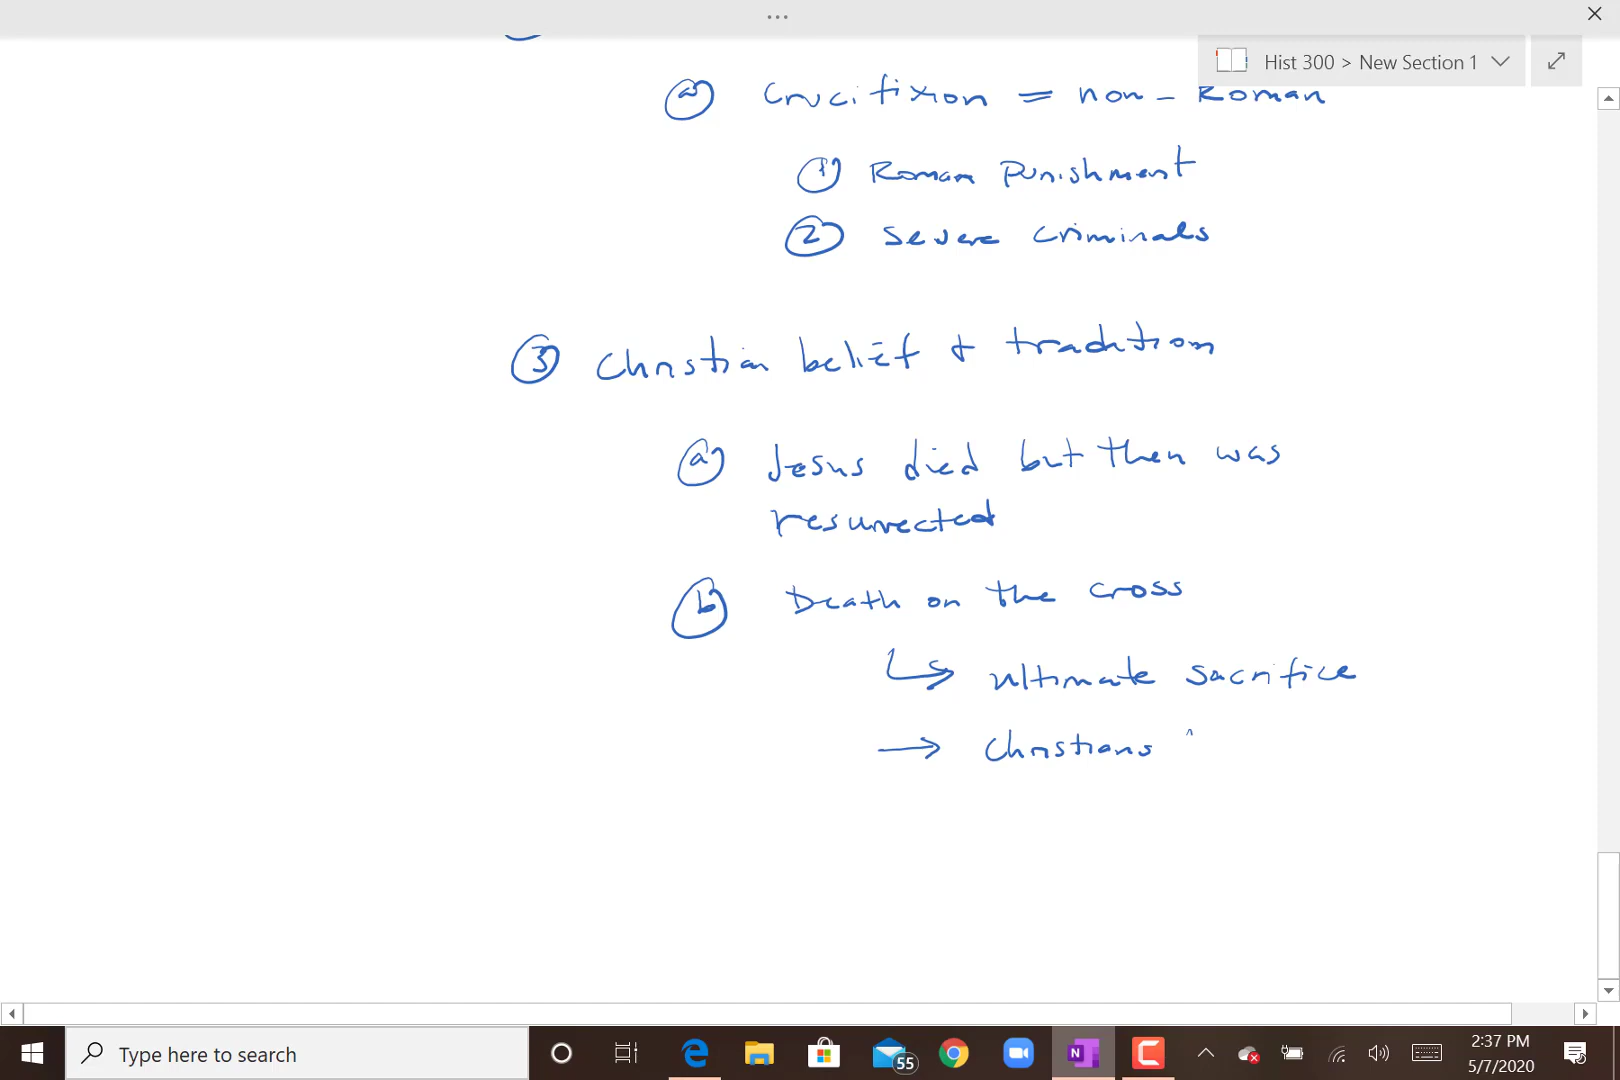 Hist 300 > New Section 1
a Crucifixion = non-Roman
1 Roman Punishment
2 Severe Criminals
3 Christian belief + tradition
a Jesus died but then was
resurrected
b Death on the cross
↳ ultimate sacrifice
→ Christians
Type here to search
55
N
2:37 PM
5/7/2020